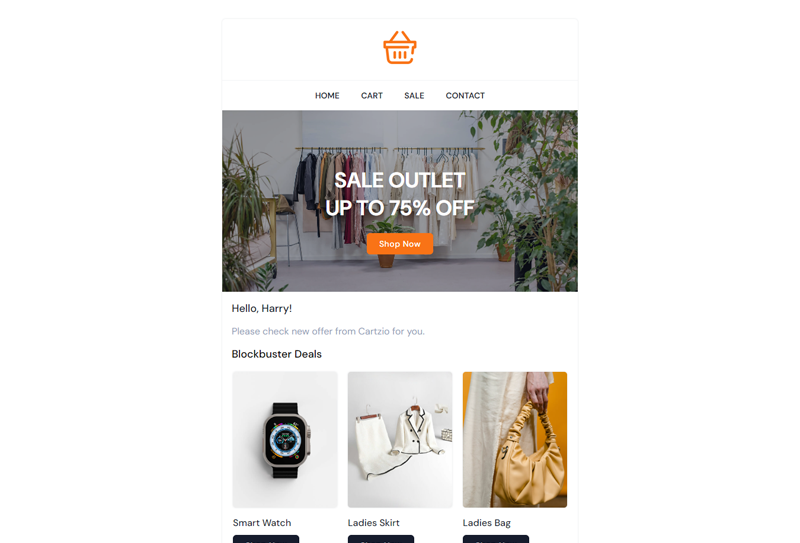 HOME CART SALE CONTACT
SALE OUTLET
UP TO 75% OFF
Shop Now
Hello, Harry!
Please check new offer from Cartzio for you.
Blockbuster Deals
Smart Watch Ladies Skirt Ladies Bag